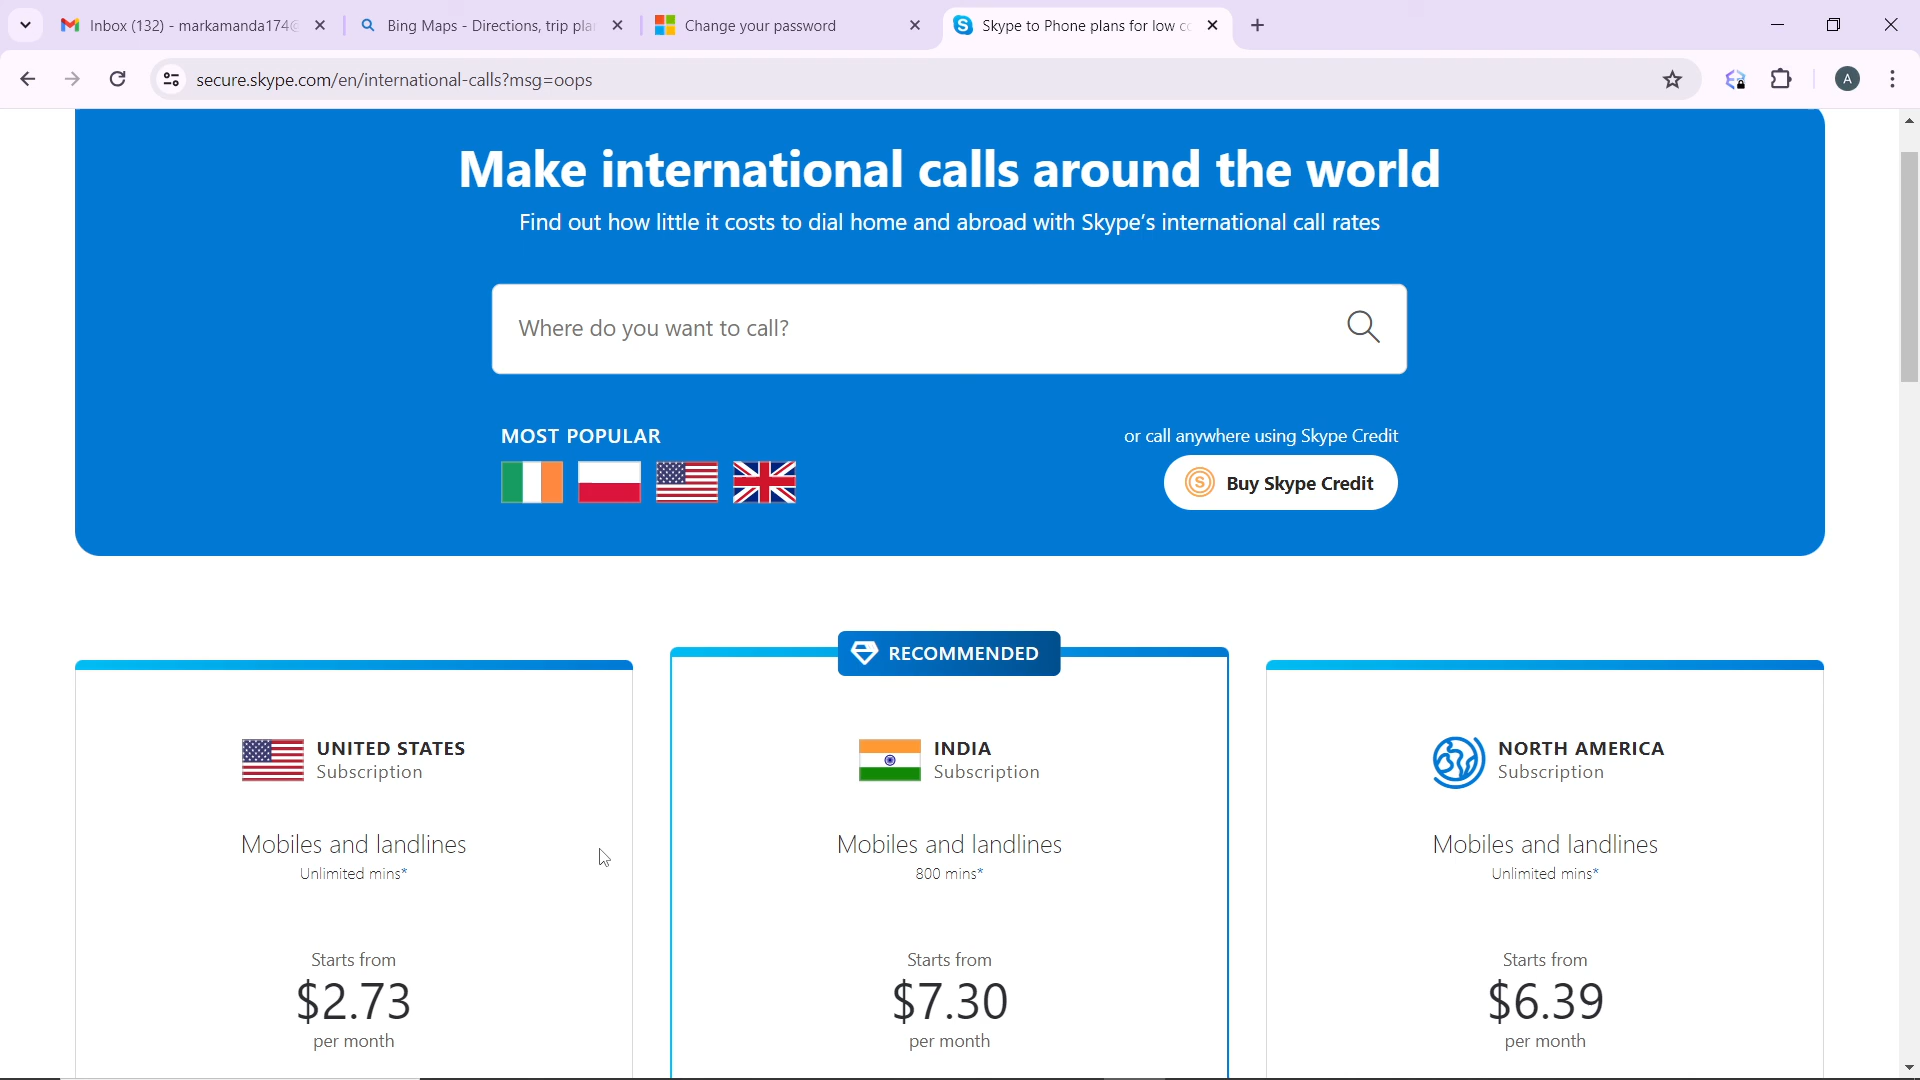 Inbox (132) - markamanda174@
Bing Maps - Directions, trip pla
Change your password
Skype to Phone plans for low co
secure.skype.com/en/international-calls?msg=oops
A
Make international calls around the world
Find out how little it costs to dial home and abroad with Skype's international call rates
Where do you want to call?
MOST POPULAR
or call anywhere using Skype Credit
Buy Skype Credit
RECOMMENDED
UNITED STATES
Subscription
Mobiles and landlines
Unlimited mins*
Starts from
$2.73
per month
INDIA
Subscription
Mobiles and landlines
800 mins*
Starts from
$7.30
per month
NORTH AMERICA
Subscription
Mobiles and landlines
Unlimited mins*
Starts from
$6.39
per month